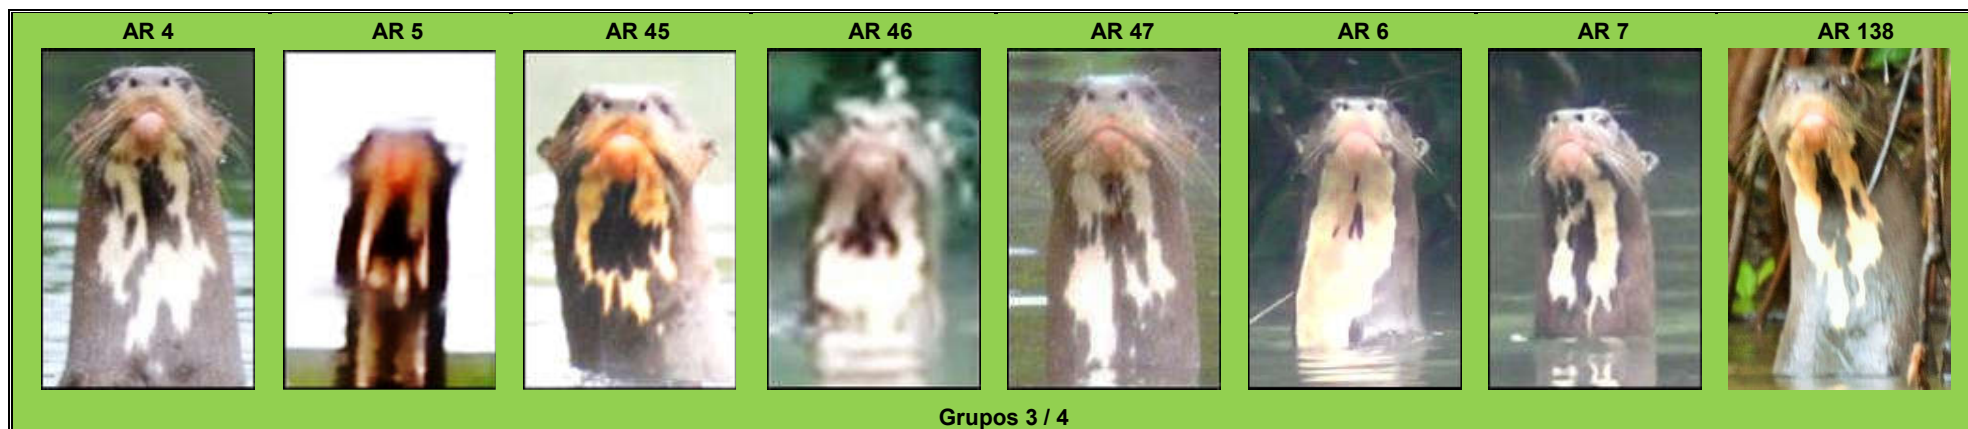 AR 4 AR 5 AR 45 AR 46 AR 47 AR 6 AR 7 AR 138
Grupos 3 / 4